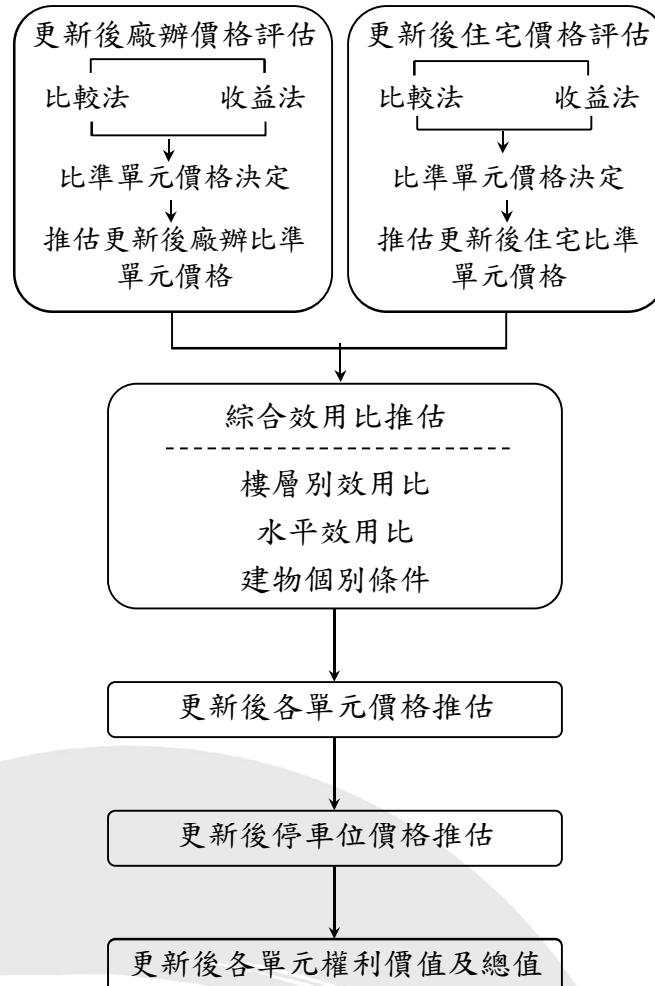 更新後廠辦價格評估
比較法 收益法
比準單元價格決定
推估更新後廠辦比準
單元價格
更新後住宅價格評估
比較法 收益法
比準單元價格決定
推估更新後住宅比準
單元價格
綜合效用比推估
樓層別效用比
水平效用比
建物個別條件
更新後各單元價格推估
更新後停車位價格推估
更新後各單元權利價值及總值